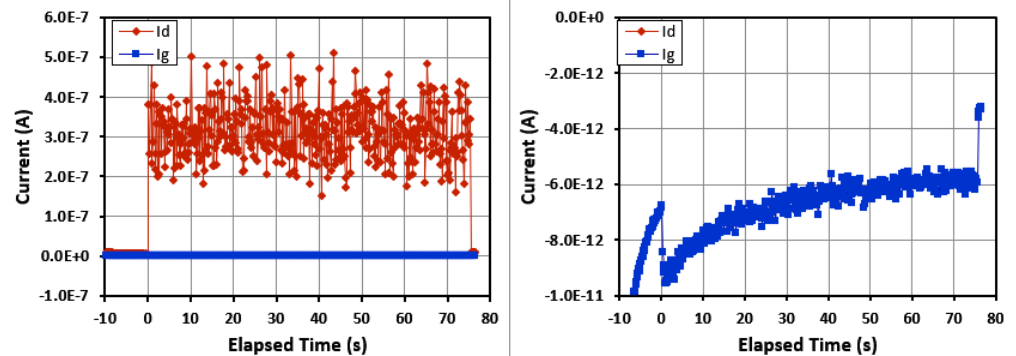 6.0E-7
5.0E-7
4.0E-7
3.0E-7
2.0E-7
1.0E-7
0.0E+0
-1.0E-7
Current (A)
Id
Ig
-10 0 10 20 30 40 50 60 70 80
Elapsed Time (s)
0.0E+0
-2.0E-12
-4.0E-12
-6.0E-12
-8.0E-12
-1.0E-11
Current (A)
Id
Ig
-10 0 10 20 30 40 50 60 70 80
Elapsed Time (s)